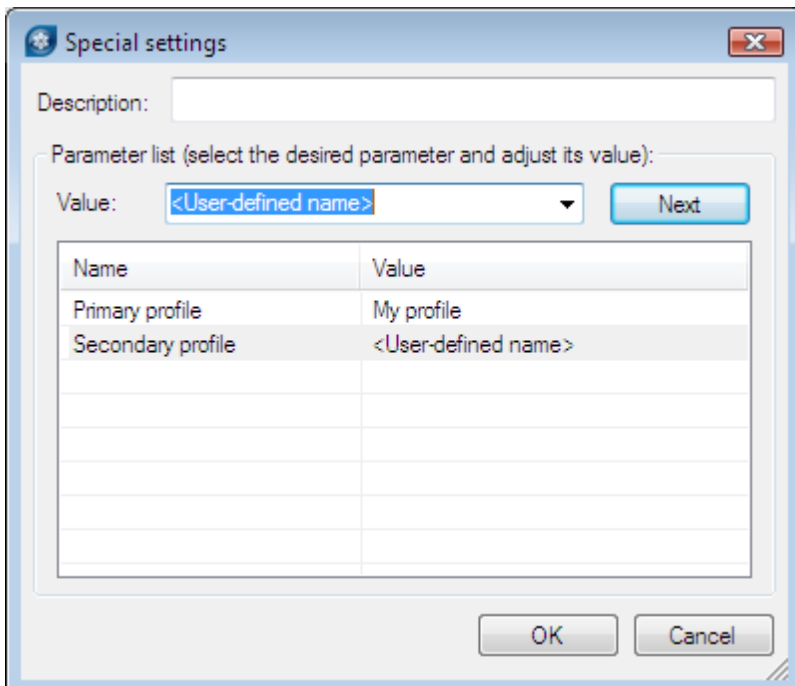 Special settings
Description:
Parameter list (select the desired parameter and adjust its value):
Value: <User-defined name> Next
Name Value
Primary profile My profile
Secondary profile <User-defined name>
OK Cancel